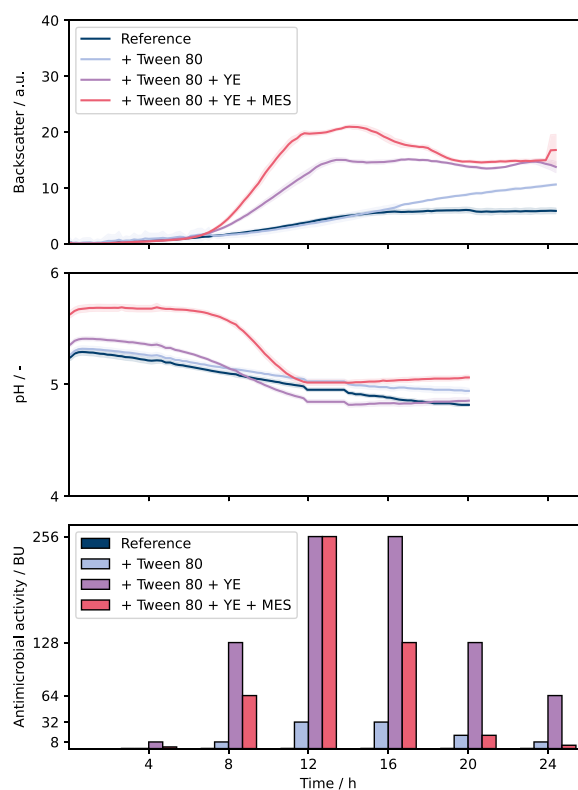 40
30
20
10
0
Backscatter / a.u.
Reference
+ Tween 80
+ Tween 80 + YE
+ Tween 80 + YE + MES
6
5
4
pH / -
256
128
64
32
8
Antimicrobial activity / BU
Reference
+ Tween 80
+ Tween 80 + YE
+ Tween 80 + YE + MES
4 8 12 16 20 24
Time / h